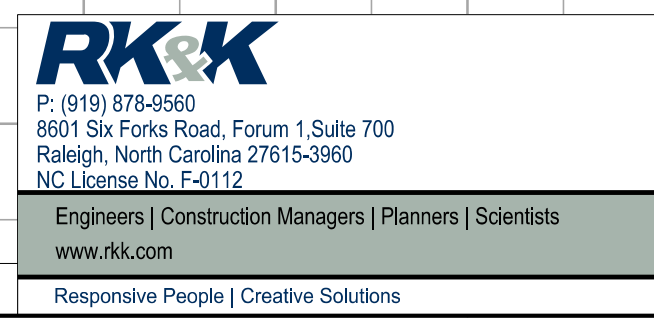 RK&K
P: (919) 878-9560
8601 Six Forks Road, Forum 1,Suite 700
Raleigh, North Carolina 27615-3960
NC License No. F-0112
Engineers | Construction Managers | Planners | Scientists
www.rkk.com
Responsive People | Creative Solutions